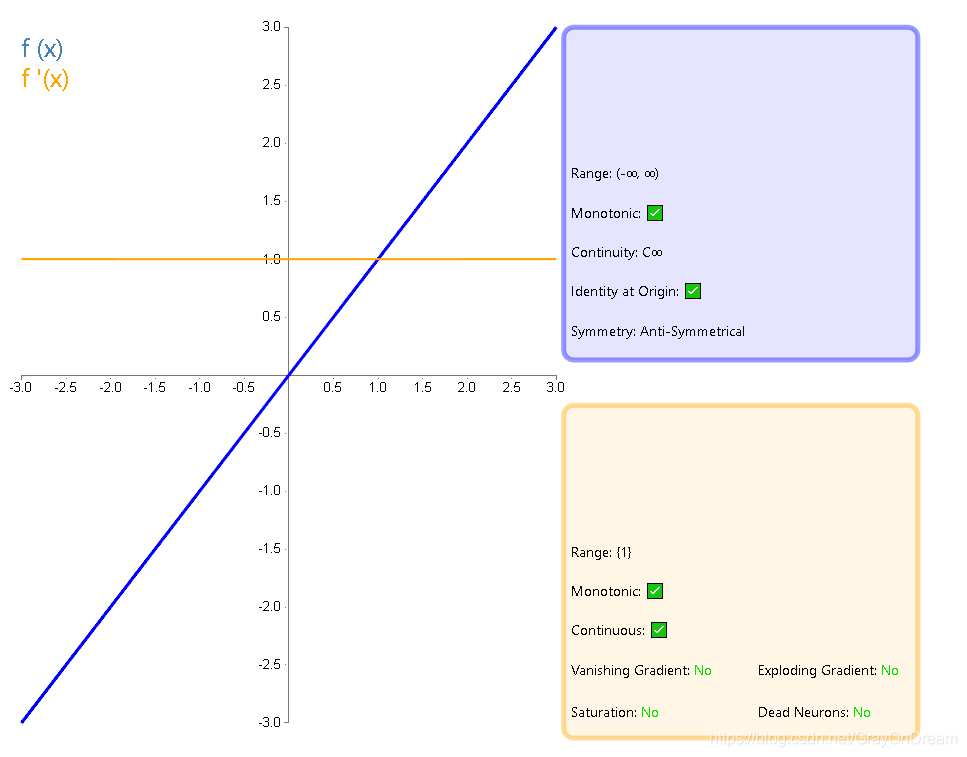 f (x)
f '(x)
3.0
2.5
2.0
1.5
1.0
0.5
-3.0 -2.5 -2.0 -1.5 -1.0 -0.5 0.5 1.0 1.5 2.0 2.5 3.0
-0.5
-1.0
-1.5
-2.0
-2.5
-3.0
Range: (-∞, ∞)
Monotonic: ✓
Continuity: C∞
Identity at Origin: ✓
Symmetry: Anti-Symmetrical
Range: {1}
Monotonic: ✓
Continuous: ✓
Vanishing Gradient: No Exploding Gradient: No
Saturation: No Dead Neurons: No
https://blog.csdn.net/GrayOnDream